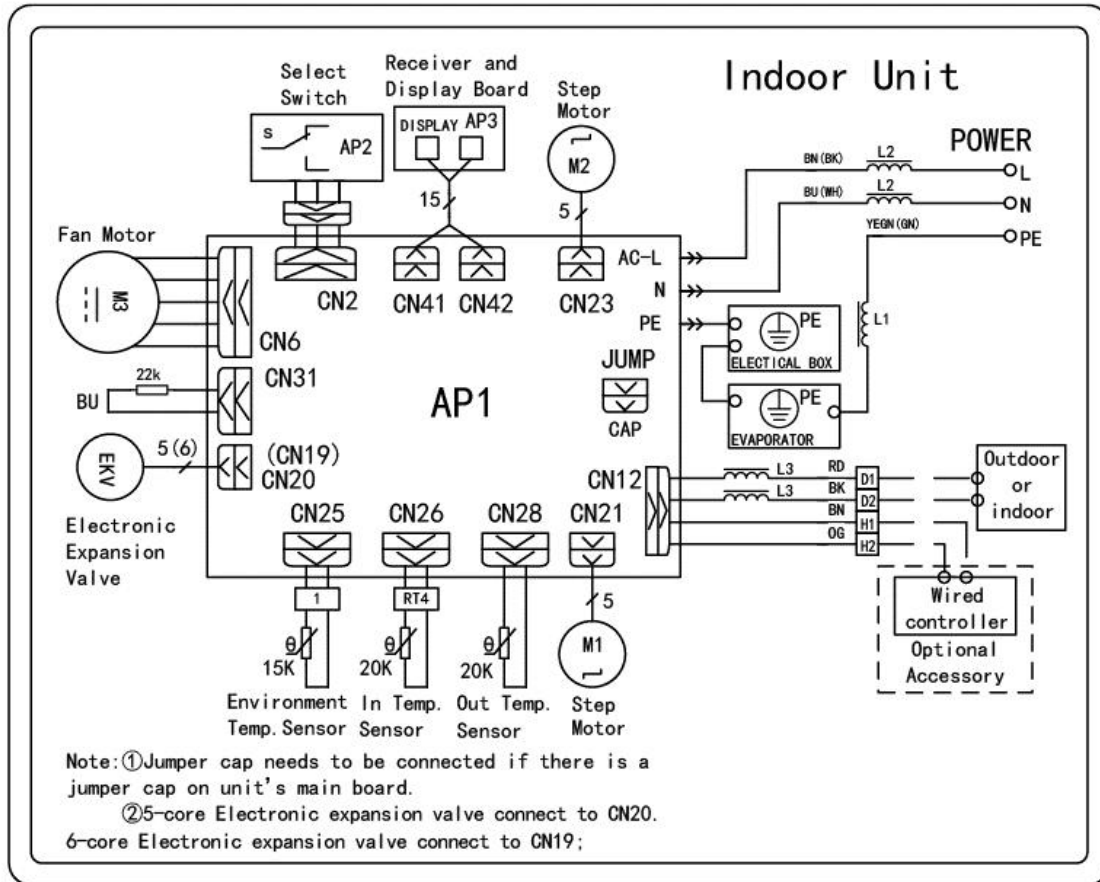 Indoor Unit
Select
Switch
S
AP2
Receiver and
Display Board
DISPLAY AP3
15
Step
Motor
M2
5
POWER
BN(BK)
L2
L
BU(WH)
L2
N
YEGN(GN)
PE
L1
Fan Motor
M3
CN6
CN2
CN41
CN42
CN23
AC-L
N
PE
PE
ELECTICAL BOX
PE
EVAPORATOR
JUMP
CAP
AP1
22k
BU
CN31
EKV
5(6)
(CN19)
CN20
Electronic
Expansion
Valve
CN25
CN26
CN28
CN21
CN12
L3
RD
D1
L3
BK
D2
BN
H1
OG
H2
Outdoor
or
indoor
Wired
controller
Optional
Accessory
1
θ
15K
Environment
Temp. Sensor
RT4
θ
20K
In Temp.
Sensor
θ
20K
Out Temp.
Sensor
5
M1
Step
Motor
Note:①Jumper cap needs to be connected if there is a
jumper cap on unit's main board.
②5-core Electronic expansion valve connect to CN20.
6-core Electronic expansion valve connect to CN19;